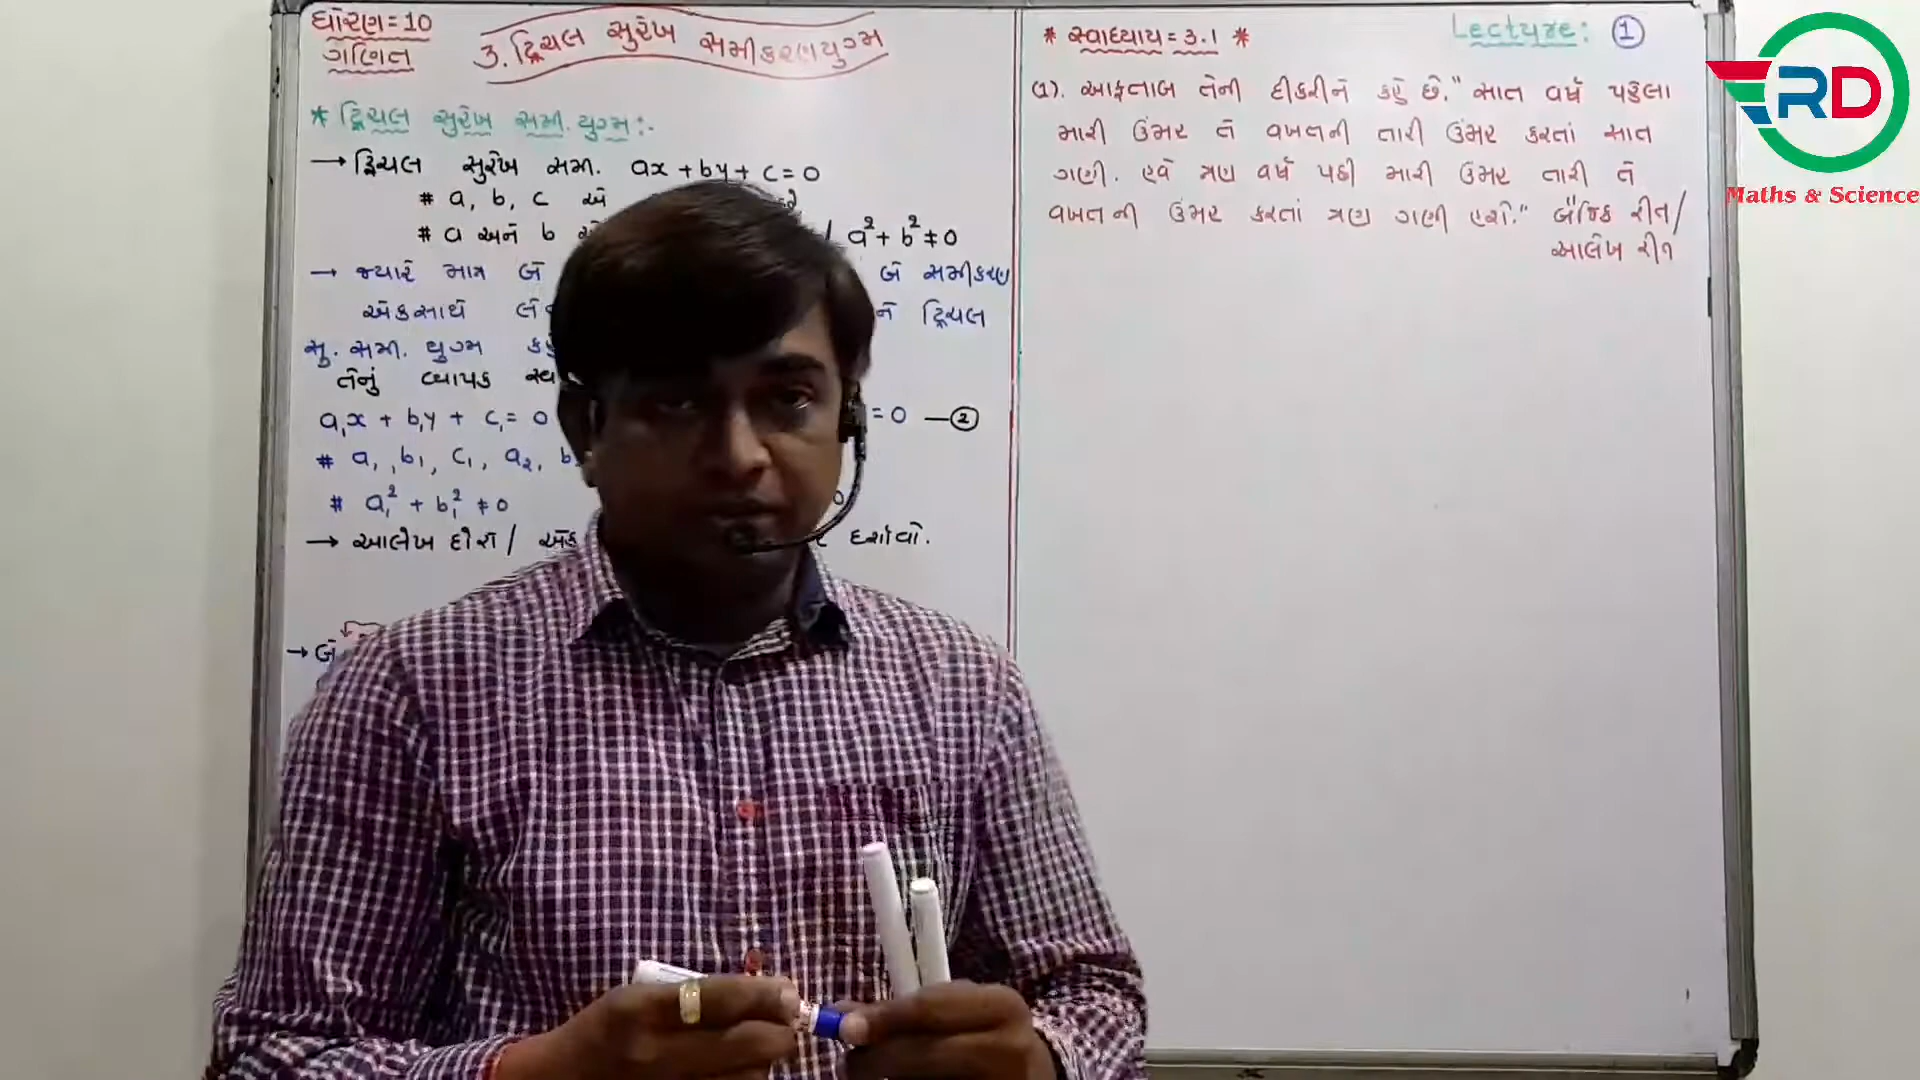 ધોરણ = 10
ગણિત
3. દ્વિચલ સુરેખ સમીકરણયુગ્મ
* દ્વિચલ સુરેખ સમી. યુગ્મ :-
→ દ્વિચલ સુરેખ સમી. ax + by + c = 0
# a, b, c એ
# a અને b / a² + b² ≠ 0
→ જ્યારે માત્ર બે બે સમીકરણ
એકસાથે દ્વિચલ
સુ. સમી. યુગ્મ
તેનું વ્યાપક
a₁x + b₁y + c₁ = 0 = 0 —②
# a₁, b₁, c₁, a₂, b
# a₁² + b₁² ≠ 0 0
→ આલેખ દોરો / એક દર્શાવો.
→ બે
* સ્વાધ્યાય = 3.1 *
Lecture: ①
(1). આફતાબ તેની દીકરીને કહે છે." સાત વર્ષ પહેલા
મારી ઉંમર તે વખતની તારી ઉંમર કરતાં સાત
ગણી. હવે ત્રણ વર્ષ પછી મારી ઉંમર તારી તે
વખતની ઉંમર કરતાં ત્રણ ગણી હશે." બૈજિક રીત /
આલેખ રીત
RD
Maths & Science